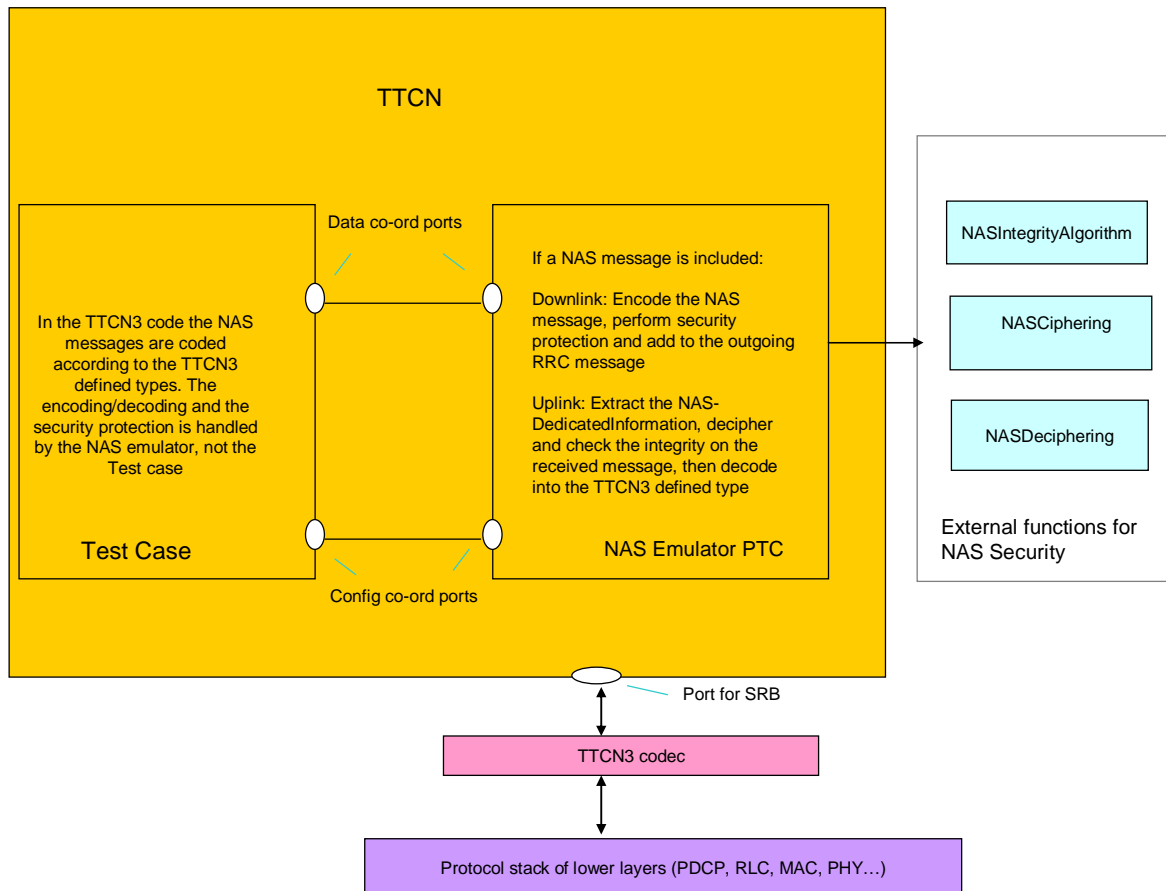 TTCN
Data co-ord ports
In the TTCN3 code the NAS
messages are coded
according to the TTCN3
defined types. The
encoding/decoding and the
security protection is handled
by the NAS emulator, not the
Test case
Test Case
If a NAS message is included:
Downlink: Encode the NAS
message, perform security
protection and add to the outgoing
RRC message
Uplink: Extract the NAS-
DedicatedInformation, decipher
and check the integrity on the
received message, then decode
into the TTCN3 defined type
NAS Emulator PTC
Config co-ord ports
NASIntegrityAlgorithm
NASCiphering
NASDeciphering
External functions for
NAS Security
Port for SRB
TTCN3 codec
Protocol stack of lower layers (PDCP, RLC, MAC, PHY…)